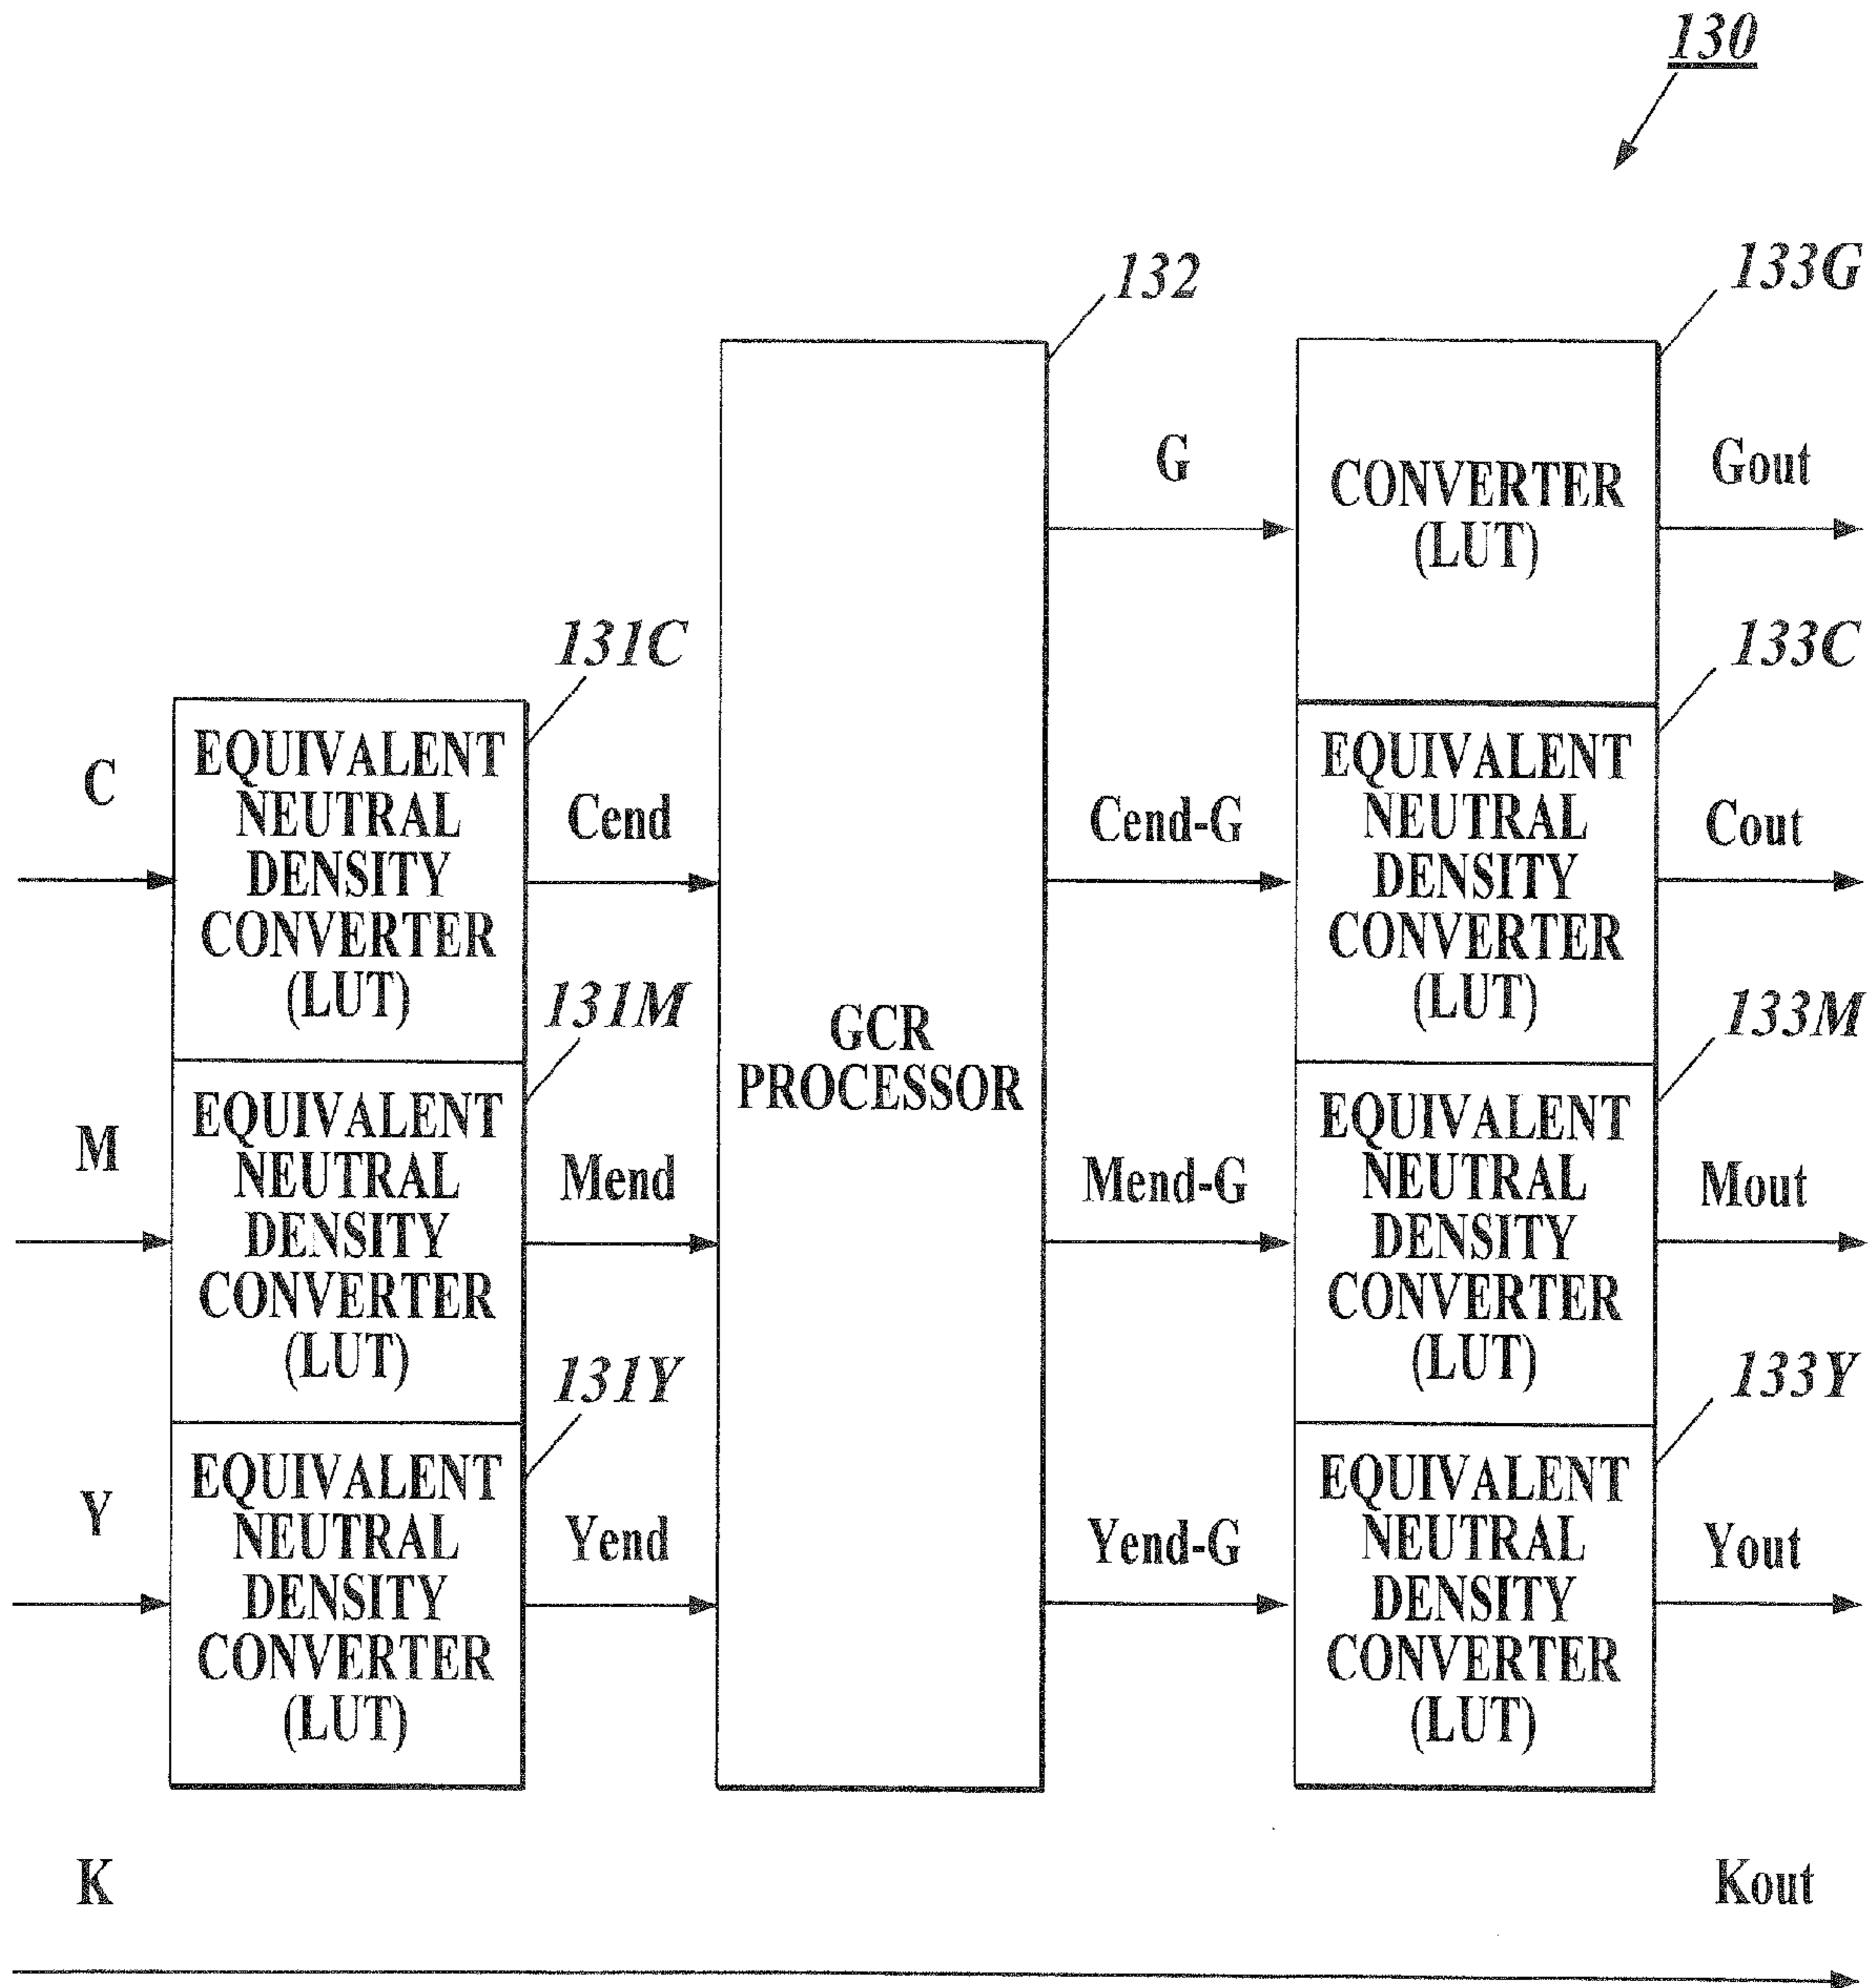 130
132
133G
G
CONVERTER
(LUT)
Gout
131C
133C
C
EQUIVALENT
NEUTRAL
DENSITY
CONVERTER
(LUT)
Cend
Cend-G
EQUIVALENT
NEUTRAL
DENSITY
CONVERTER
(LUT)
Cout
131M
GCR
PROCESSOR
133M
M
EQUIVALENT
NEUTRAL
DENSITY
CONVERTER
(LUT)
Mend
Mend-G
EQUIVALENT
NEUTRAL
DENSITY
CONVERTER
(LUT)
Mout
131Y
133Y
Y
EQUIVALENT
NEUTRAL
DENSITY
CONVERTER
(LUT)
Yend
Yend-G
EQUIVALENT
NEUTRAL
DENSITY
CONVERTER
(LUT)
Yout
K
Kout